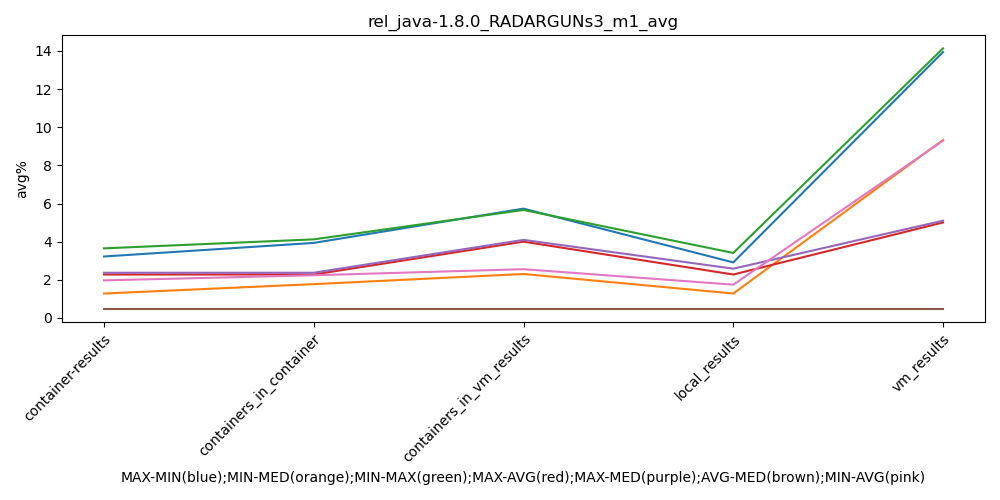 rel_java-1.8.0_RADARGUNs3_m1_avg
avg%
14
12
10
8
6
4
2
0
container-results
containers_in_container
containers_in_vm_results
local_results
vm_results
MAX-MIN(blue);MIN-MED(orange);MIN-MAX(green);MAX-AVG(red);MAX-MED(purple);AVG-MED(brown);MIN-AVG(pink)